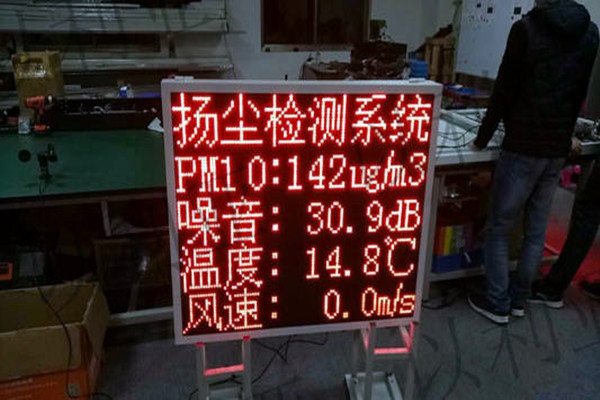 扬尘检测系统
PM10:142ug/m3
噪音: 30.9dB
温度: 14.8℃
风速: 0.0m/s